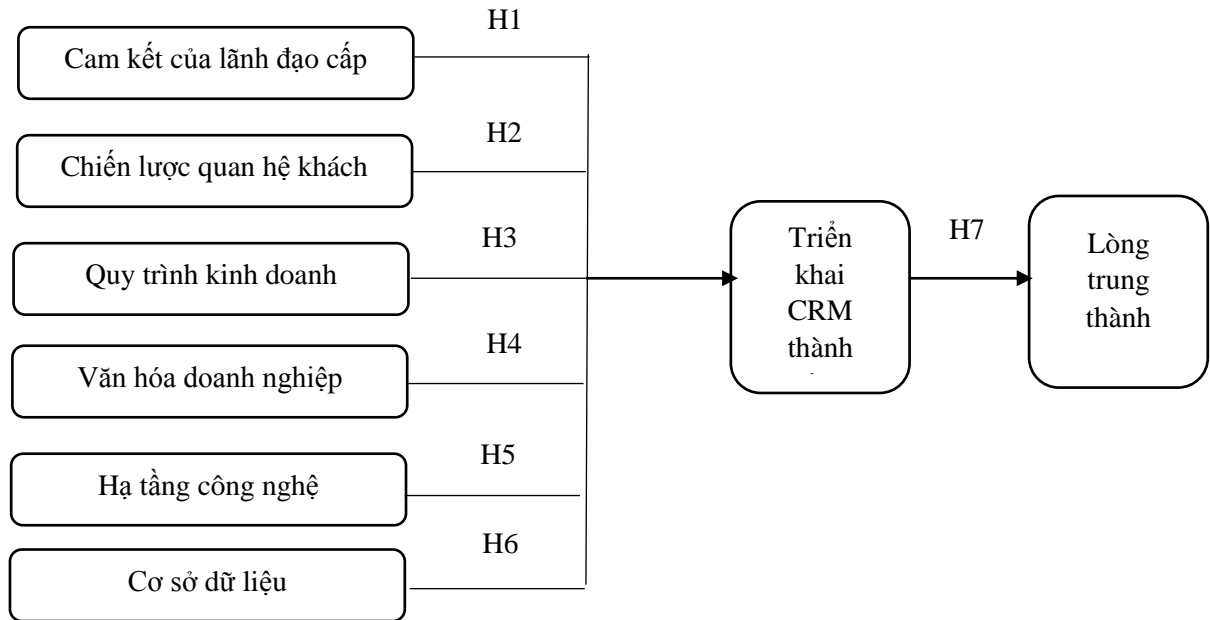 H1
Cam kết của lãnh đạo cấp
H2
Chiến lược quan hệ khách
H3
Quy trình kinh doanh
H4
Văn hóa doanh nghiệp
H5
Hạ tầng công nghệ
H6
Cơ sở dữ liệu
Triển
khai
CRM
thành
H7
Lòng
trung
thành